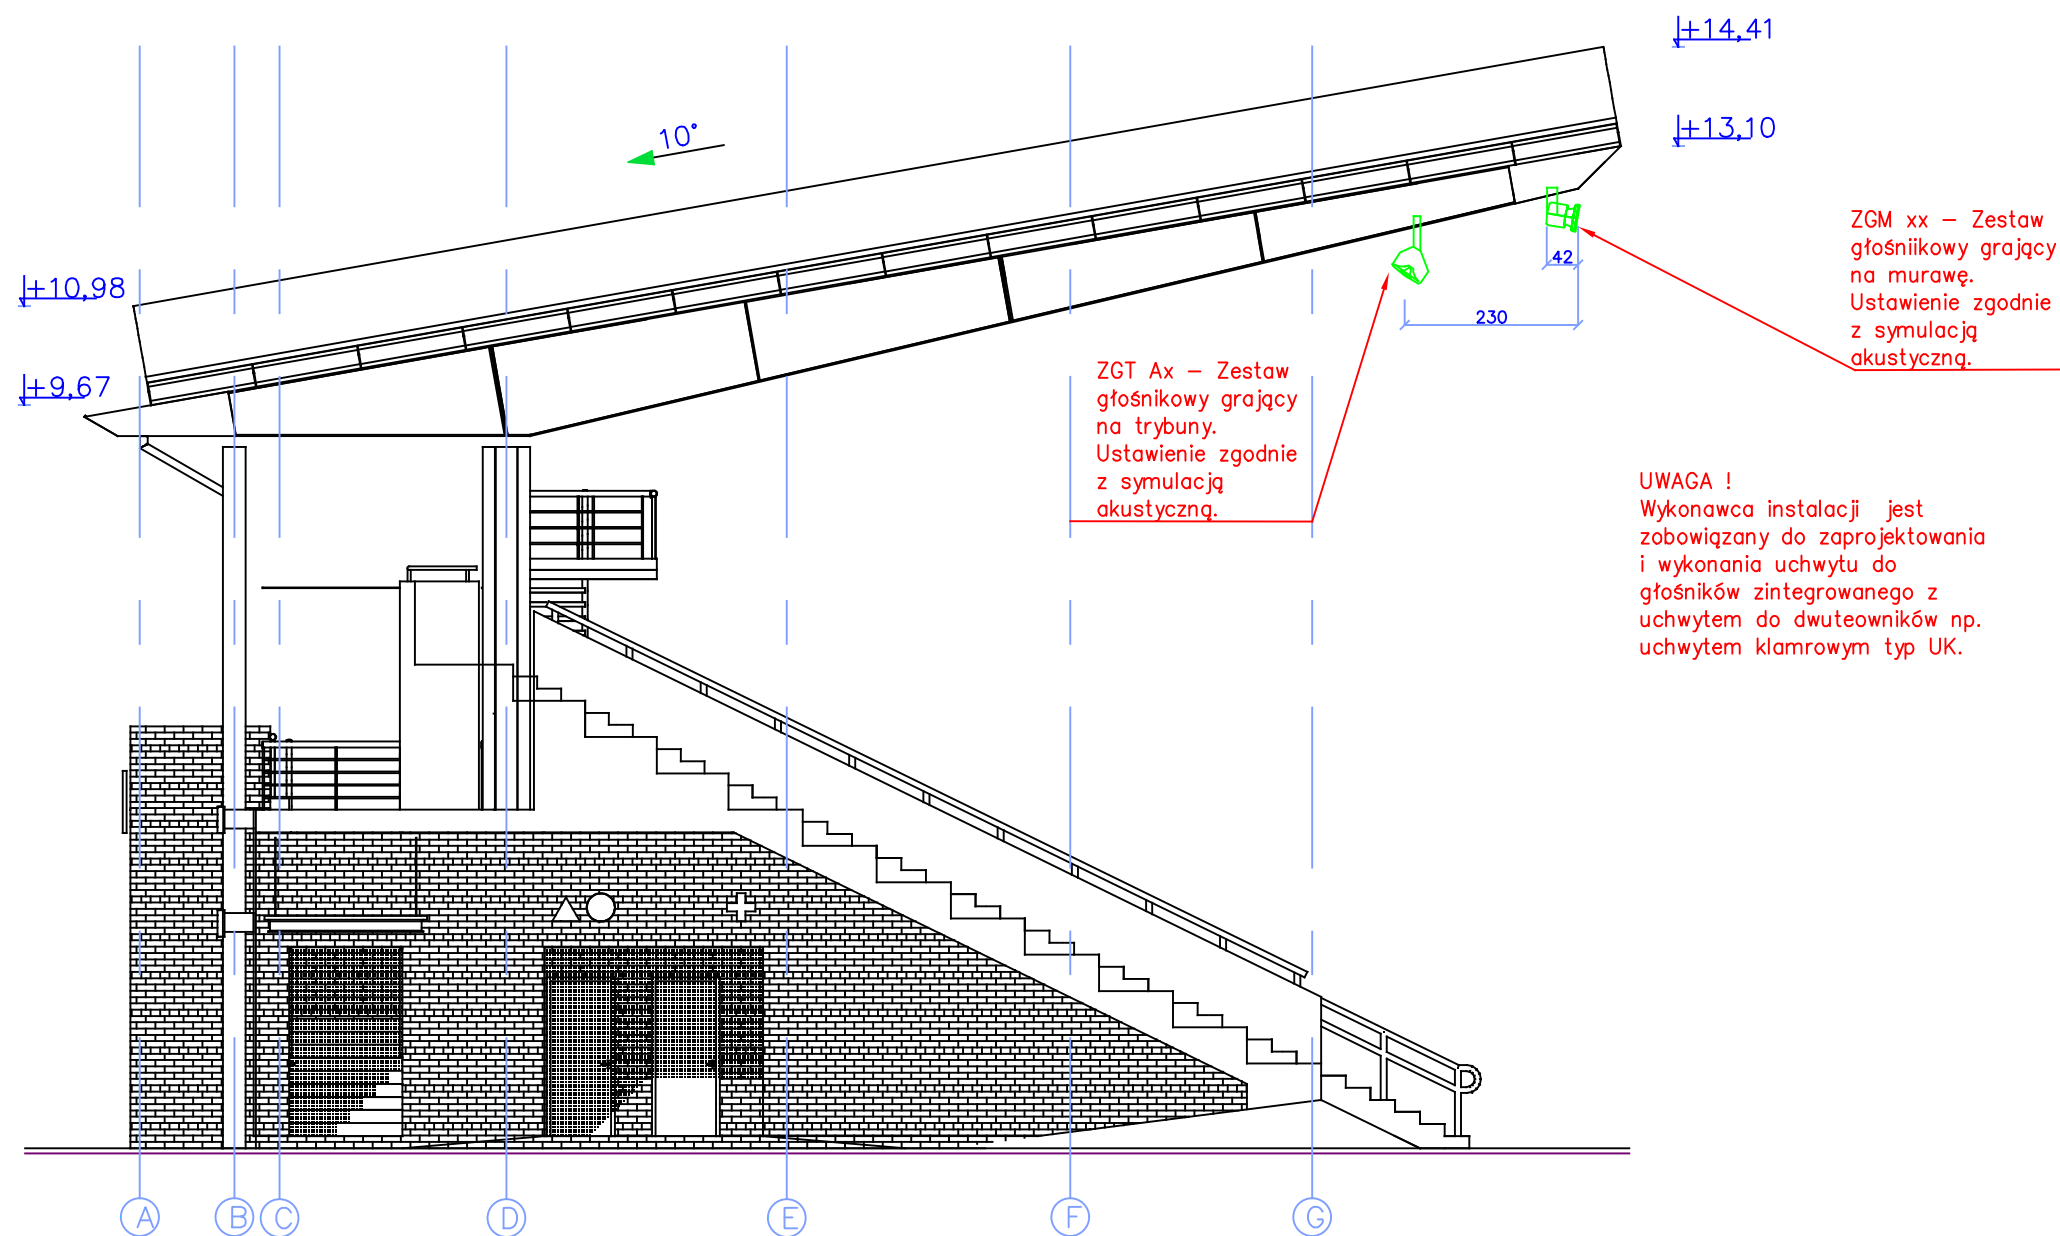 +14,41
+13,10
10°
+10,98
+9,67
ZGM xx – Zestaw
głośniikowy grający
na murawę.
Ustawienie zgodnie
z symulacją
akustyczną.
42
230
ZGT Ax – Zestaw
głośnikowy grający
na trybuny.
Ustawienie zgodnie
z symulacją
akustyczną.
UWAGA !
Wykonawca instalacji jest
zobowiązany do zaprojektowania
i wykonania uchwytu do
głośników zintegrowanego z
uchwytem do dwuteowników np.
uchwytem klamrowym typ UK.
A B C D E F G